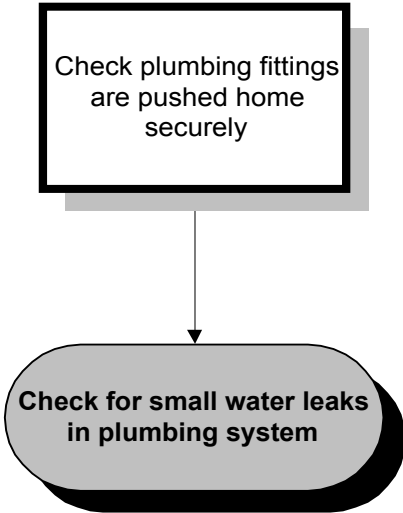 Check plumbing fittings
are pushed home
securely
Check for small water leaks
in plumbing system